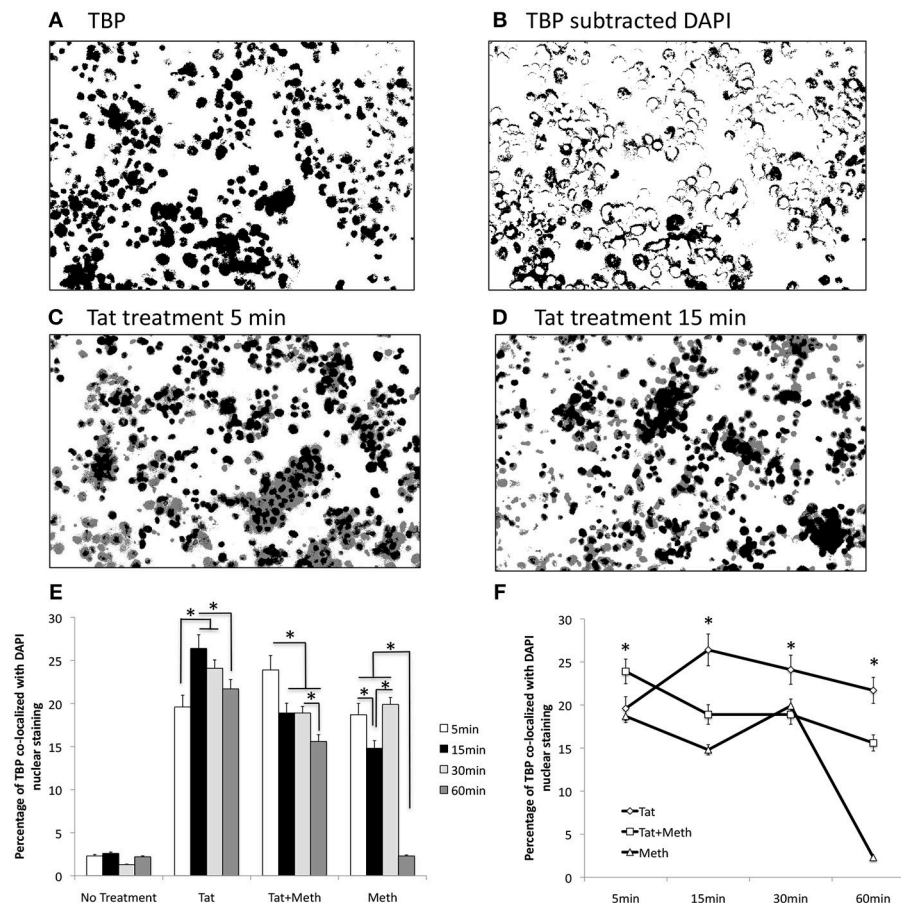 A TBP
B TBP subtracted DAPI
C Tat treatment 5 min
D Tat treatment 15 min
E
Percentage of TBP co-localized with DAPI
nuclear staining
30
25
20
15
10
5
0
* *
* *
* * *
No Treatment Tat Tat+Meth Meth
5min
15min
30min
60min
F
Percentage of TBP co-localized with DAPI
nuclear staining
30
25
20
15
10
5
0
* * * *
Tat
Tat+Meth
Meth
5min 15min 30min 60min